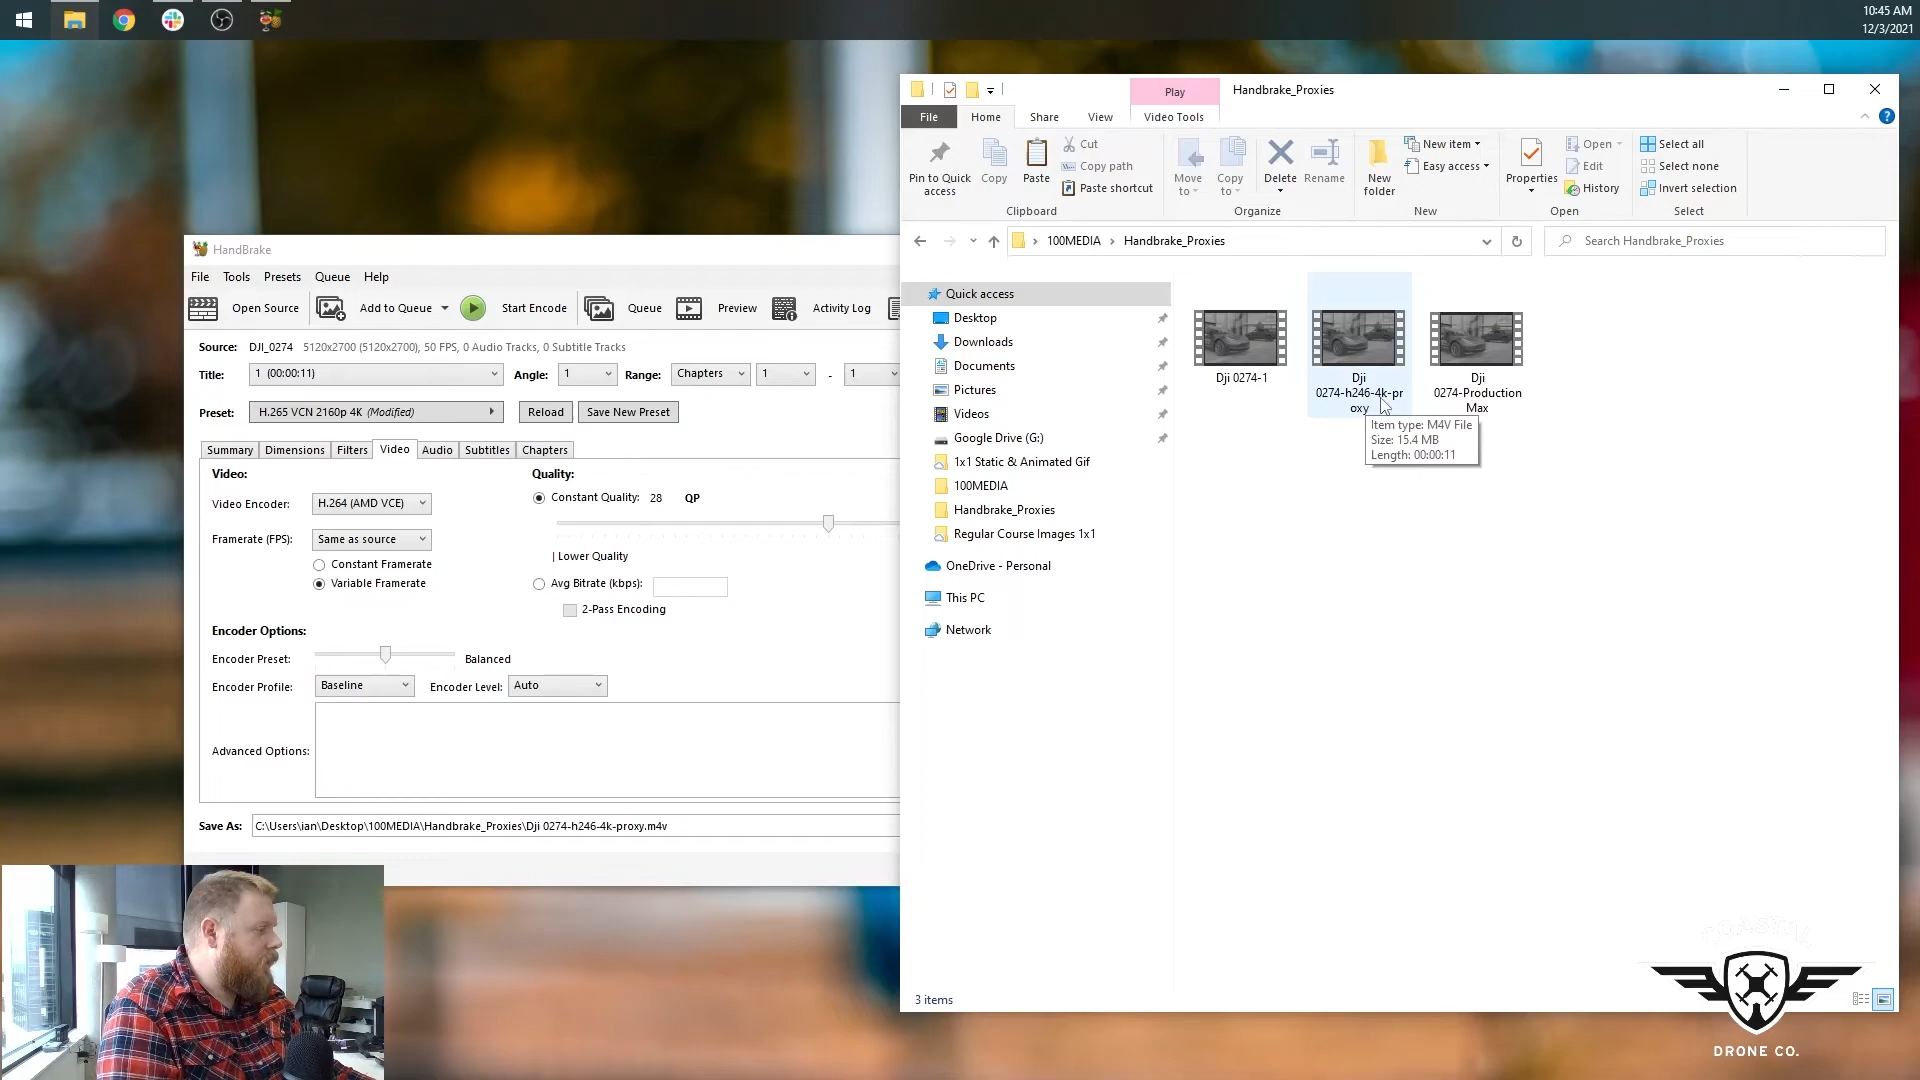 10:45 AM
12/3/2021
Play
Handbrake_Proxies
File
Home
Share
View
Video Tools
Pin to Quick
access
Copy
Paste
Cut
Copy path
Paste shortcut
Move
to
Copy
to
Delete
Rename
New
folder
New item
Easy access
Properties
Open
Edit
History
Select all
Select none
Invert selection
Clipboard
Organize
New
Open
Select
100MEDIA
Handbrake_Proxies
Search Handbrake_Proxies
Quick access
Desktop
Downloads
Documents
Pictures
Videos
Google Drive (G:)
1x1 Static & Animated Gif
100MEDIA
Handbrake_Proxies
Regular Course Images 1x1
OneDrive - Personal
This PC
Network
Dji 0274-1
Dji
0274-h246-4k-pr
oxy
Dji
0274-Production
Max
Item type: M4V File
Size: 15.4 MB
Length: 00:00:11
3 items
HandBrake
File Tools Presets Queue Help
Open Source Add to Queue Start Encode Queue Preview Activity Log
Source: DJI_0274 5120x2700 (5120x2700), 50 FPS, 0 Audio Tracks, 0 Subtitle Tracks
Title: 1 (00:00:11) Angle: 1 Range: Chapters 1 - 1
Preset: H.265 VCN 2160p 4K (Modified) Reload Save New Preset
Summary Dimensions Filters Video Audio Subtitles Chapters
Video: Quality:
Video Encoder: H.264 (AMD VCE) Constant Quality: 28 QP
Framerate (FPS): Same as source
| Lower Quality
Constant Framerate
Variable Framerate Avg Bitrate (kbps):
2-Pass Encoding
Encoder Options:
Encoder Preset: Balanced
Encoder Profile: Baseline Encoder Level: Auto
Advanced Options:
Save As: C:\Users\ian\Desktop\100MEDIA\Handbrake_Proxies\Dji 0274-h246-4k-proxy.m4v
DRONE CO.